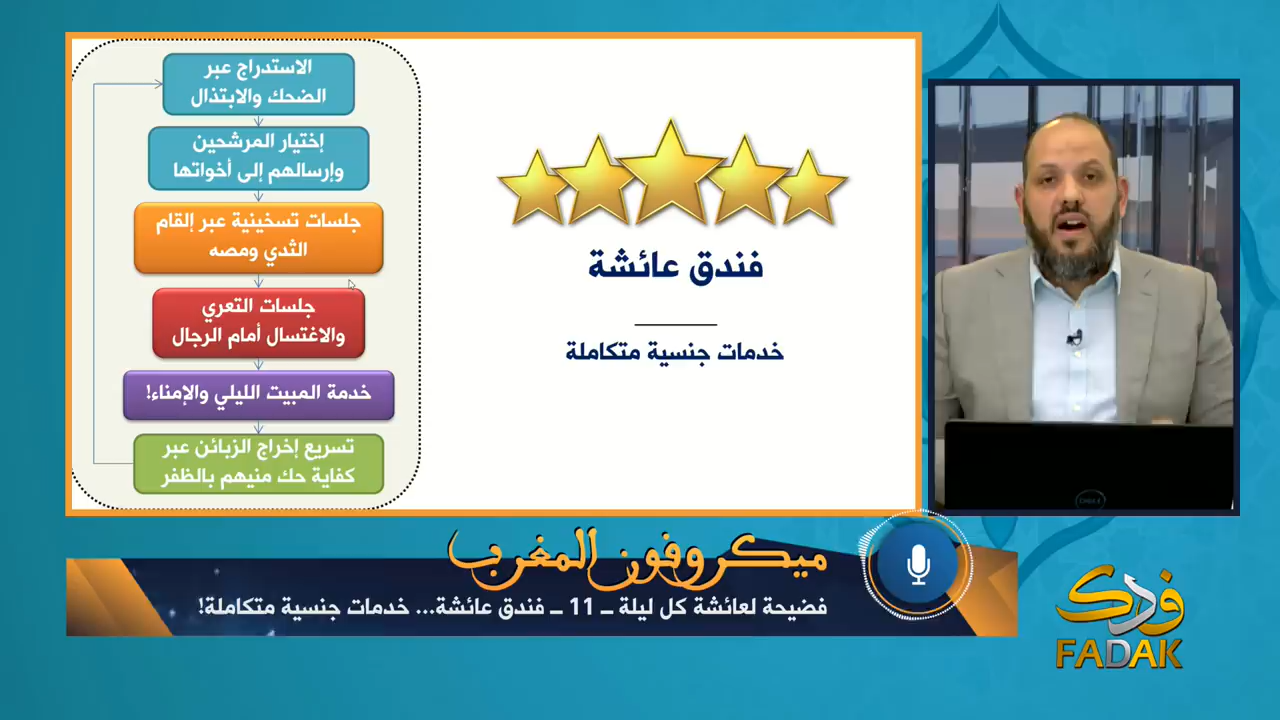 الاستدراج عبر
الضحك والابتذال
إختيار المرشحين
وإرسالهم إلى أخواتها
جلسات تسخينية عبر إلقام
الثدي ومصه
جلسات التعري
والاغتسال أمام الرجال
خدمة المبيت الليلي والإمناء!
تسريع إخراج الزبائن عبر
كفاية حك منيهم بالظفر
فندق عائشة
خدمات جنسية متكاملة
ميكروفون المغرب
فضيحة لعائشة كل ليلة ــ 11 ــ فندق عائشة... خدمات جنسية متكاملة!
فدك
FADAK